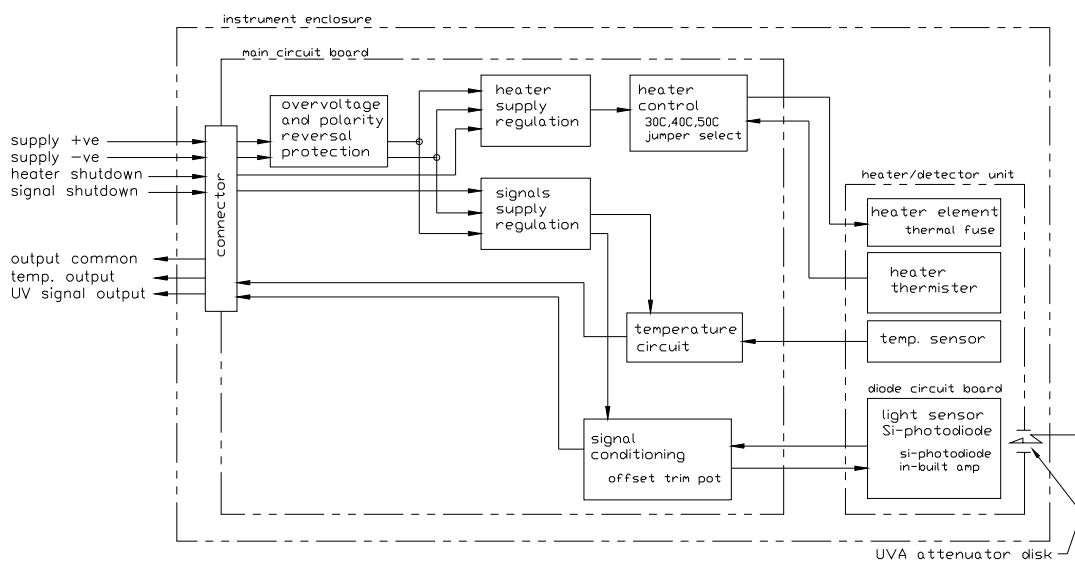 instrument enclosure
main circuit board
overvoltage
and polarity
reversal
protection
heater
supply
regulation
heater
control
30C,40C,50C
jumper select
supply +ve
supply -ve
heater shutdown
signal shutdown
connector
signals
supply
regulation
heater/detector unit
heater element
thermal fuse
output common
temp. output
UV signal output
heater
thermister
temperature
circuit
temp. sensor
diode circuit board
light sensor
Si-photodiode
si-photodiode
in-built amp
signal
conditioning
offset trim pot
UVA attenuator disk